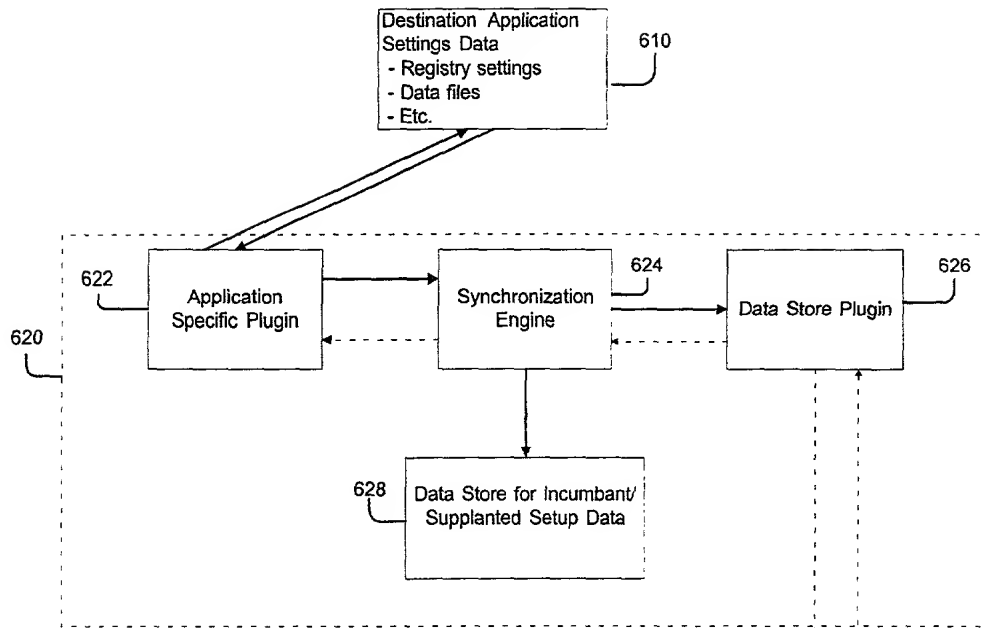 Destination Application
Settings Data
- Registry settings
- Data files
- Etc.
610
622
Application
Specific Plugin
Synchronization
Engine
624
Data Store Plugin
626
620
628
Data Store for Incumbant/
Supplanted Setup Data